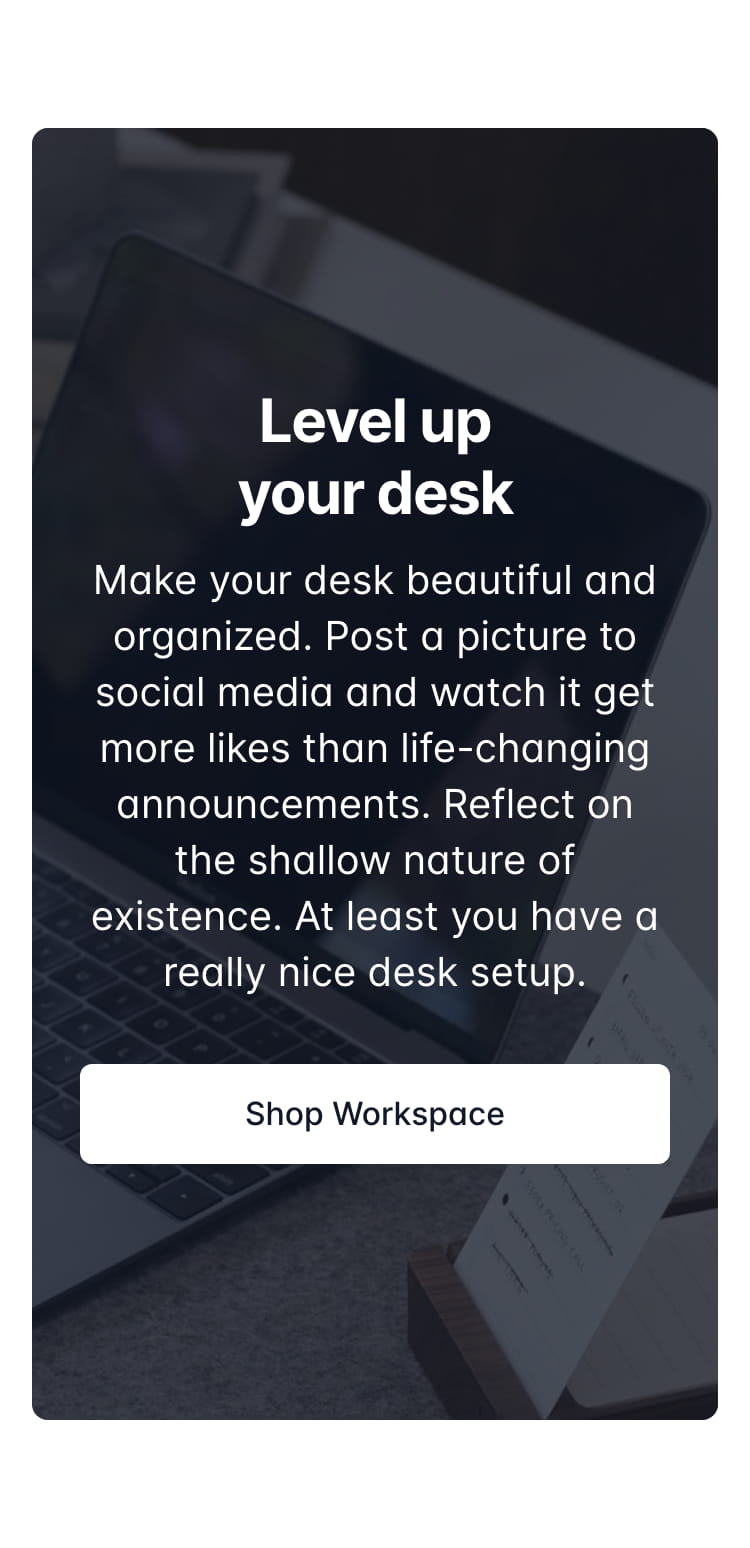 Level up
your desk
Make your desk beautiful and
organized. Post a picture to
social media and watch it get
more likes than life-changing
announcements. Reflect on
the shallow nature of
existence. At least you have a
really nice desk setup.
Shop Workspace